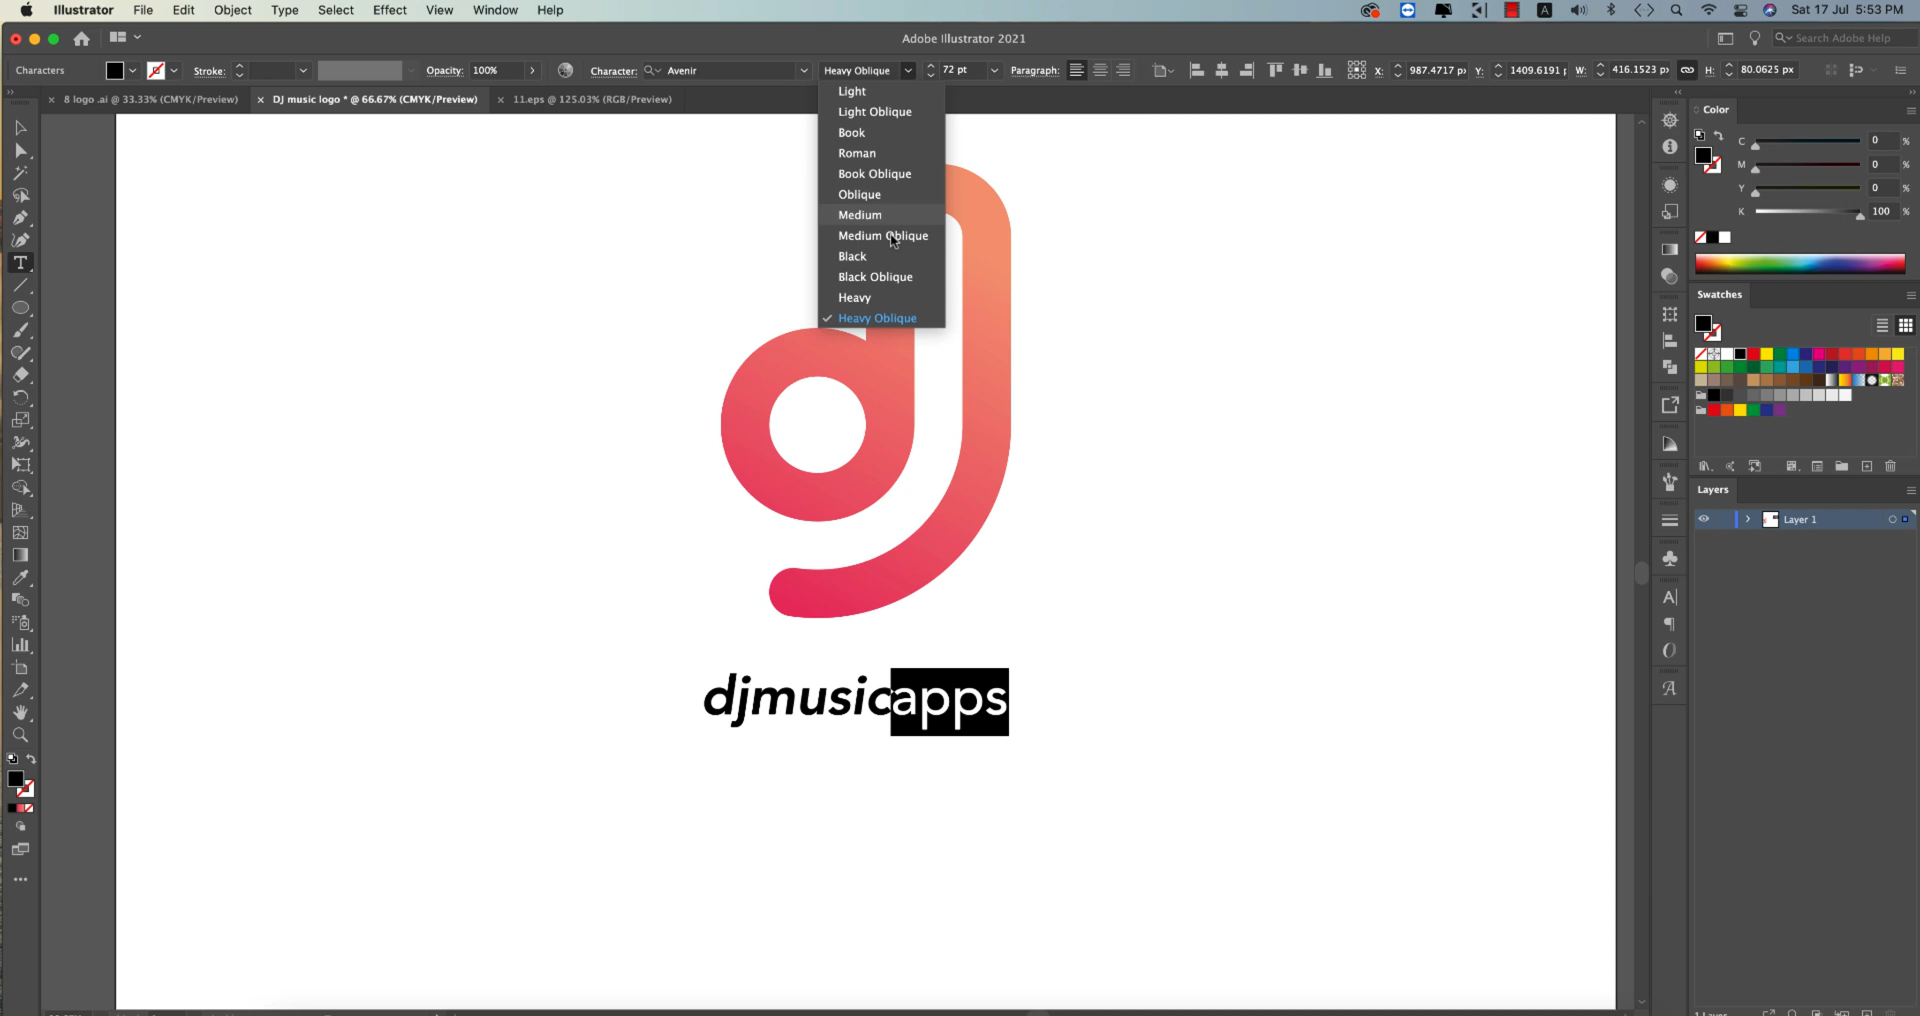 Illustrator File Edit Object Type Select Effect View Window Help A Sat 17 Jul 5:53 PM
Adobe Illustrator 2021 Search Adobe Help
Characters Stroke: Opacity: 100% Character: Avenir Heavy Oblique 72 pt Paragraph: X: 987.4717 px Y: 1409.6191 W: 416.1523 px H: 80.0625 px
8 logo .ai @ 33.33% (CMYK/Preview) DJ music logo * @ 66.67% (CMYK/Preview) 11.eps @ 125.03% (RGB/Preview)
Light
Light Oblique
Book
Roman
Book Oblique
Oblique
Medium
Medium Oblique
Black
Black Oblique
Heavy
Heavy Oblique
djmusicapps
Color
C 0 %
M 0 %
Y 0 %
K 100 %
Swatches
Layers
Layer 1